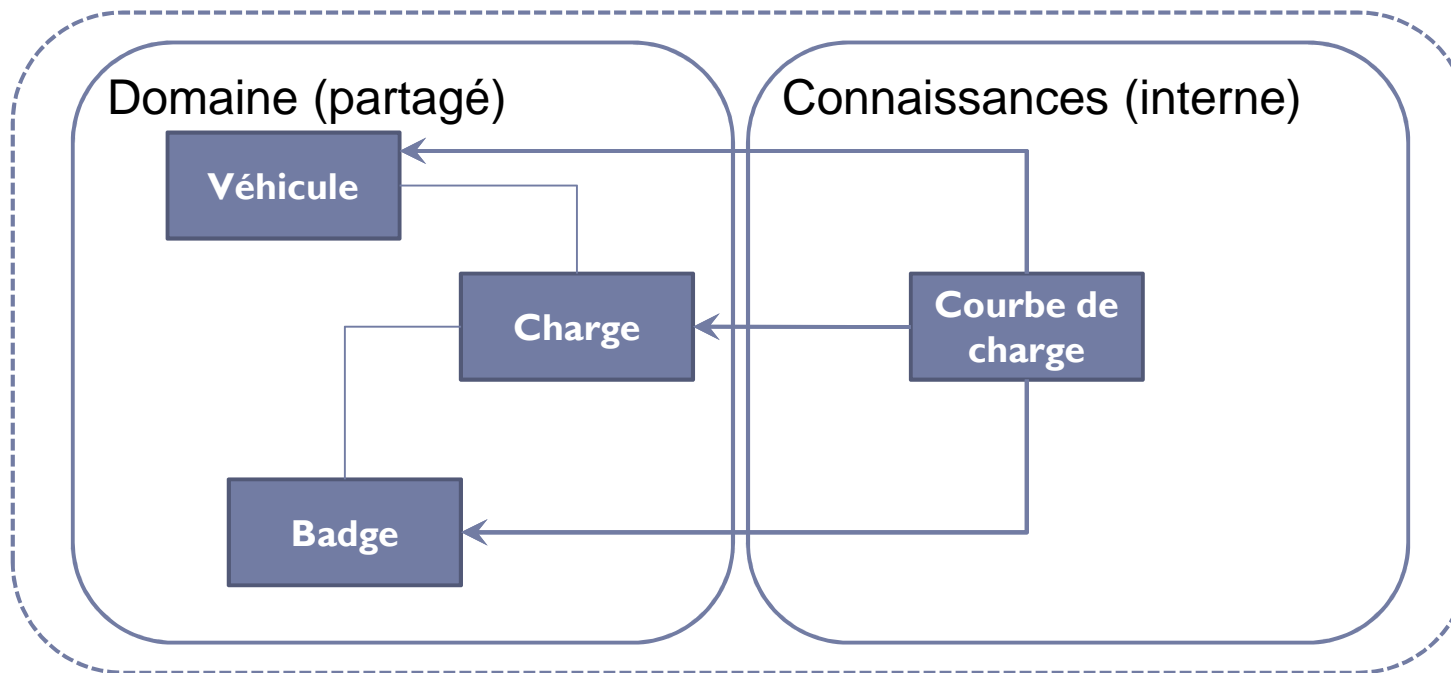 Domaine (partagé)
Connaissances (interne)
Véhicule
Charge
Courbe de
charge
Badge